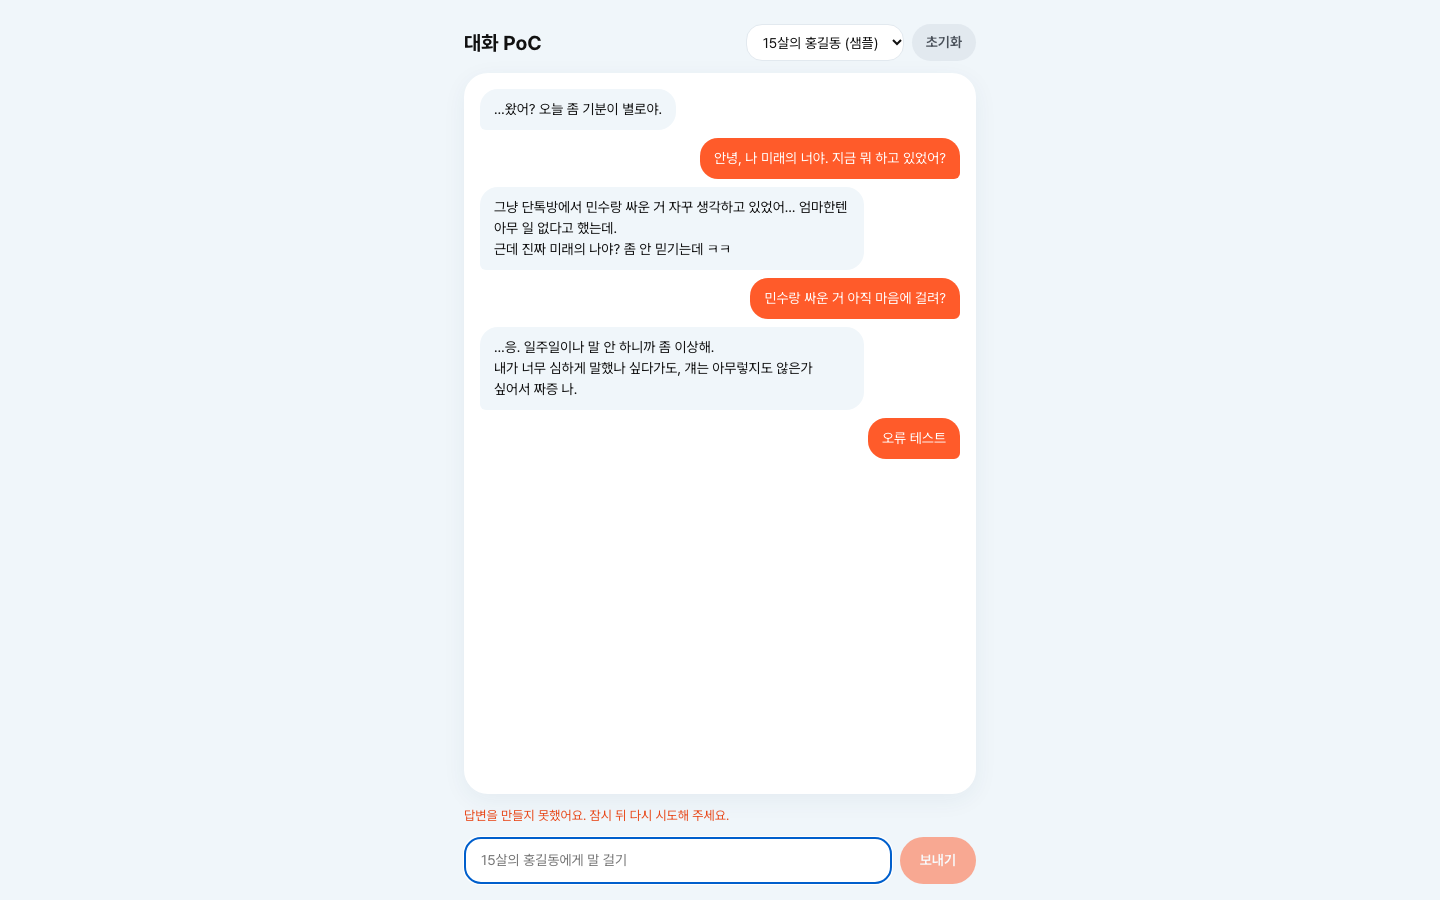 대화 PoC
15살의 홍길동 (샘플)
초기화
...왔어? 오늘 좀 기분이 별로야.
안녕, 나 미래의 너야. 지금 뭐 하고 있었어?
그냥 단톡방에서 민수랑 싸운 거 자꾸 생각하고 있었어... 엄마한텐
아무 일 없다고 했는데.
근데 진짜 미래의 나야? 좀 안 믿기는데 ㅋㅋ
민수랑 싸운 거 아직 마음에 걸려?
...응. 일주일이나 말 안 하니까 좀 이상해.
내가 너무 심하게 말했나 싶다가도, 걔는 아무렇지도 않은가
싶어서 짜증 나.
오류 테스트
답변을 만들지 못했어요. 잠시 뒤 다시 시도해 주세요.
15살의 홍길동에게 말 걸기
보내기